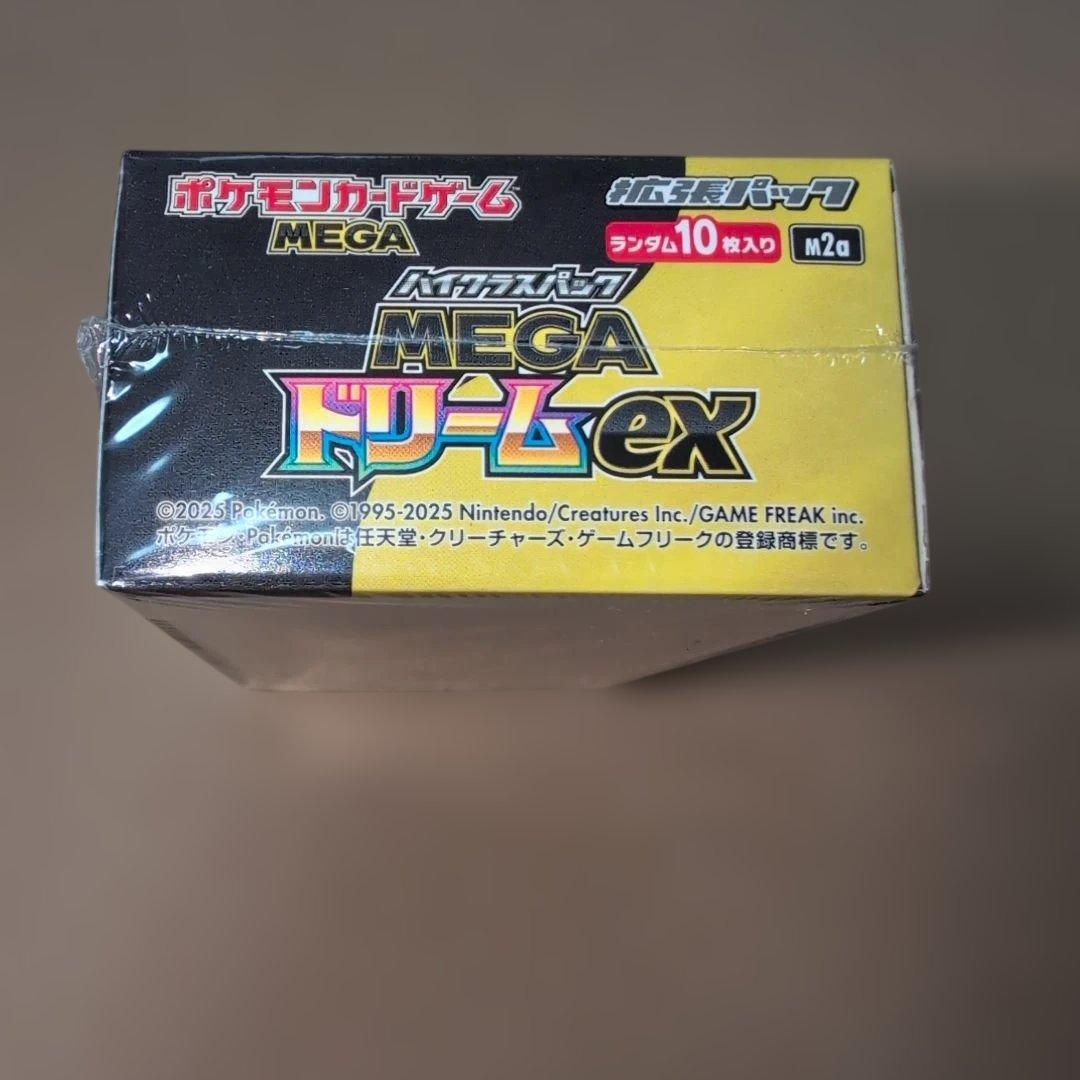 ポケモンカードゲーム
MEGA
拡張パック
ランダム10枚入り M2a
ハイクラスパック
MEGA
ドリームex
©2025 Pokémon. ©1995-2025 Nintendo/Creatures Inc./GAME FREAK inc.
ポケモン・Pokémonは任天堂・クリーチャーズ・ゲームフリークの登録商標です。